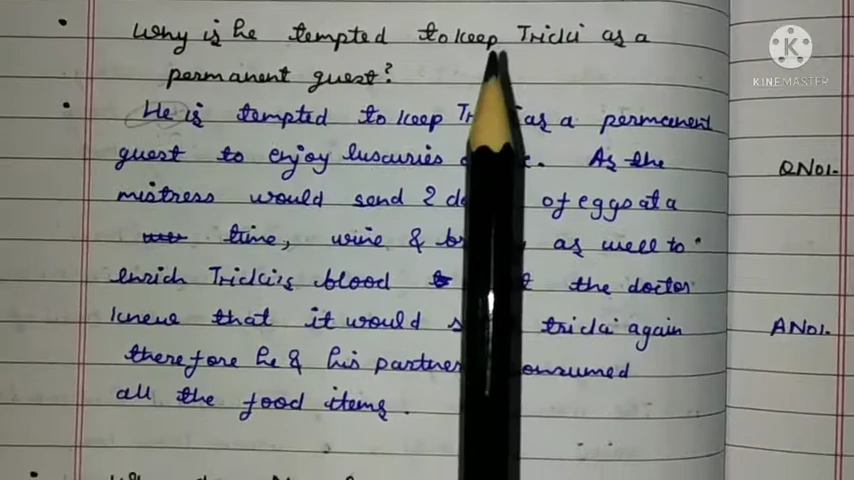 Why is he tempted to keep Tricki as a
permanent guest?
He is tempted to keep as a permanent
guest to enjoy luscuries As the
mistress would send 2 of eggs at a
time, wine & as well to
enrich Tricki's blood the doctor
knew that it would tricki again
therefore he & his partner consumed
all the food items.
QNo1.
ANo1.
KINEMASTER